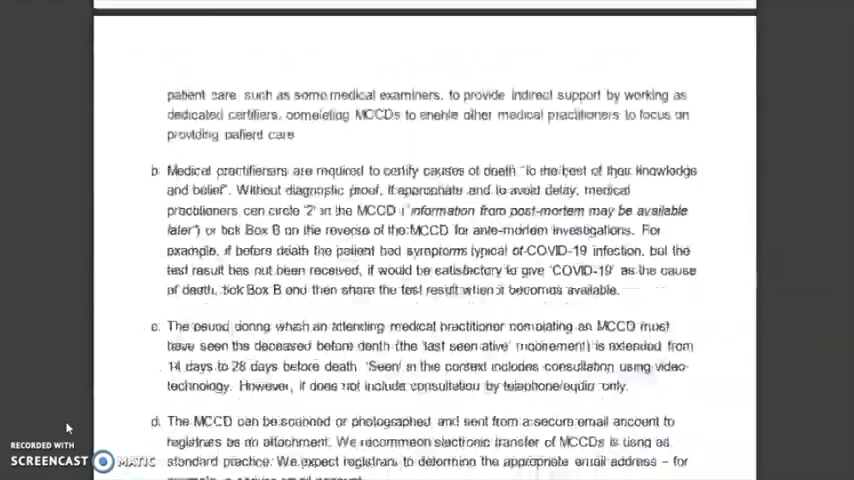 patient care, such as some medical examiners, to provide indirect support by working as
dedicated certifiers, completing MCCDs to enable other medical practitioners to focus on
providing patient care
b. Medical practitioners are required to certify causes of death "to the best of their knowledge
and belief". Without diagnostic proof, if appropriate and to avoid delay, medical
practitioners can circle '2' in the MCCD ("information from post-mortem may be available
later") or tick Box B on the reverse of the MCCD for ante-mortem investigations. For
example, if before death the patient had symptoms typical of COVID-19 infection, but the
test result has not been received, it would be satisfactory to give 'COVID-19' as the cause
of death, tick Box B and then share the test result when it becomes available.
c. The period during which an attending medical practitioner completing an MCCD must
have seen the deceased before death (the 'last seen alive' requirement) is extended from
14 days to 28 days before death. 'Seen' in this context includes consultation using video
technology. However, it does not include consultation by telephone/audio only.
d. The MCCD can be scanned or photographed and sent from a secure email account to
registrars as an attachment. We recommend electronic transfer of MCCDs is using as
standard practice. We expect registrars to determine the appropriate email address – for
RECORDED WITH
SCREENCAST MATIC